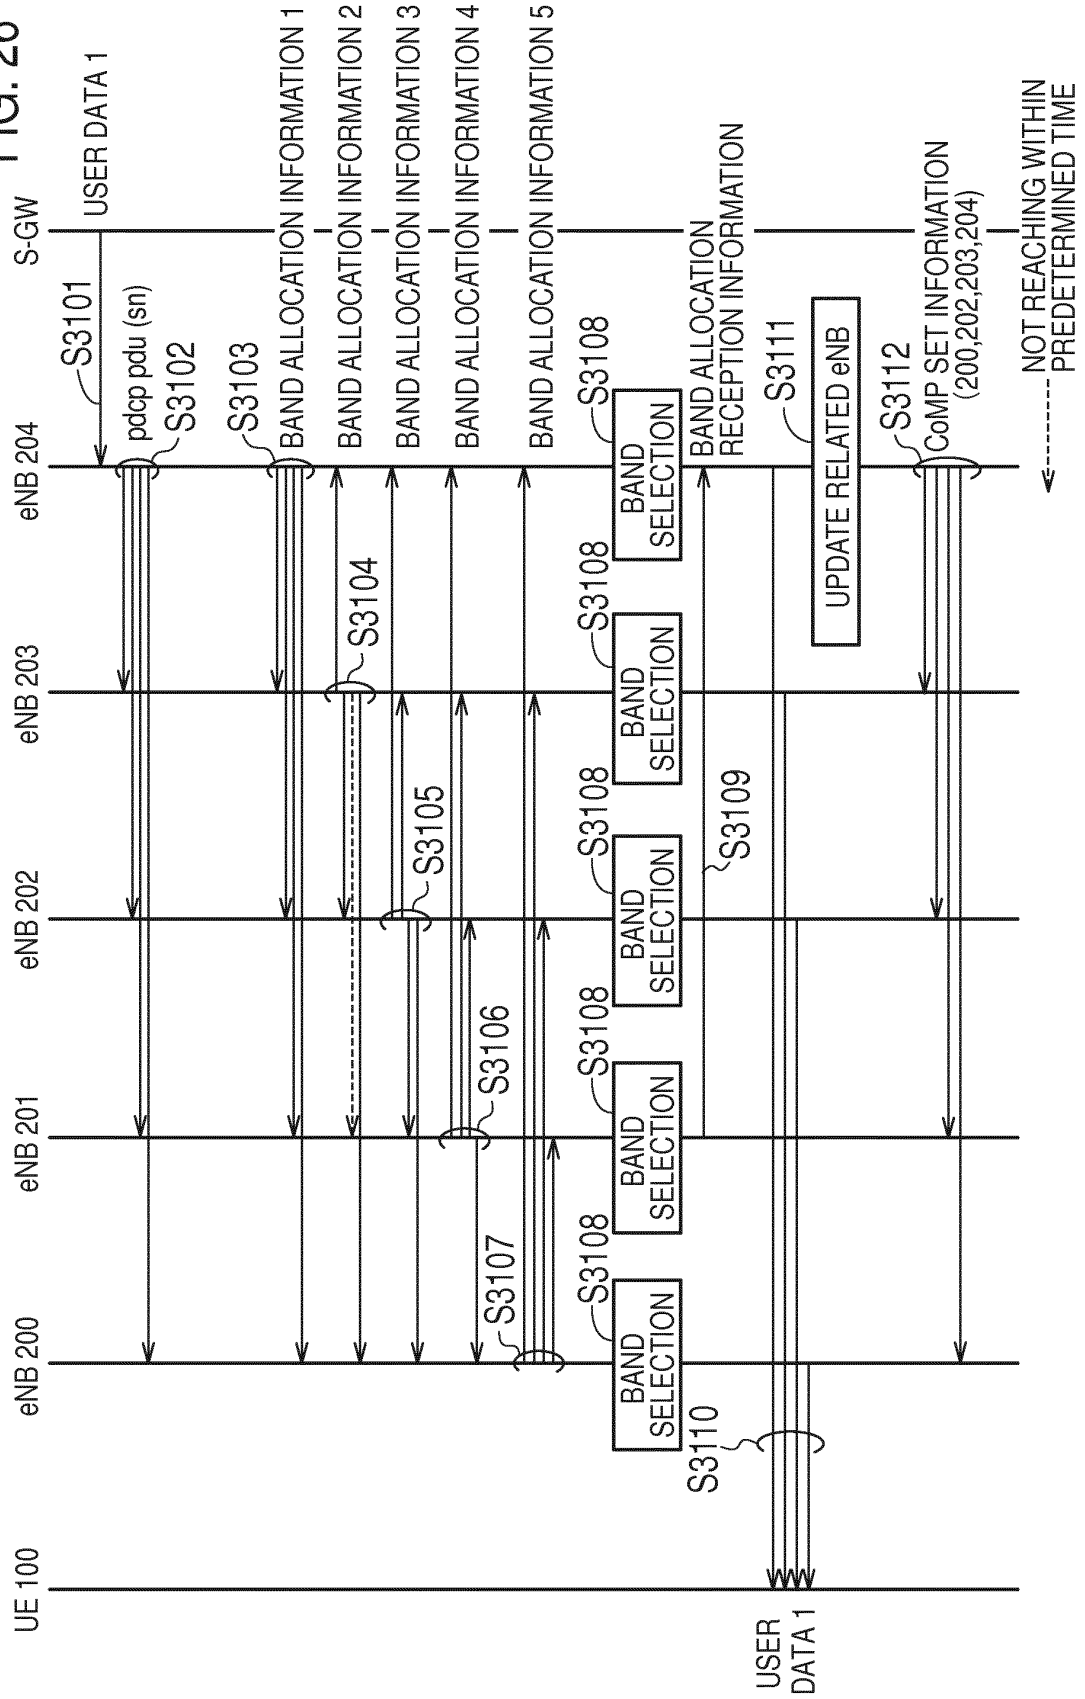 FIG. 26
UE 100
eNB 200
eNB 201
eNB 202
eNB 203
eNB 204
S-GW
S3101
USER DATA 1
pdcp pdu (sn)
S3102
S3103
BAND ALLOCATION INFORMATION 1
BAND ALLOCATION INFORMATION 2
S3104
BAND ALLOCATION INFORMATION 3
S3105
BAND ALLOCATION INFORMATION 4
S3106
BAND ALLOCATION INFORMATION 5
S3107
S3108
S3108
S3108
S3108
S3108
BAND
SELECTION
BAND
SELECTION
BAND
SELECTION
BAND
SELECTION
BAND
SELECTION
BAND ALLOCATION
RECEPTION INFORMATION
S3109
S3110
USER
DATA 1
S3111
UPDATE RELATED eNB
S3112
CoMP SET INFORMATION
(200,202,203,204)
NOT REACHING WITHIN
PREDETERMINED TIME